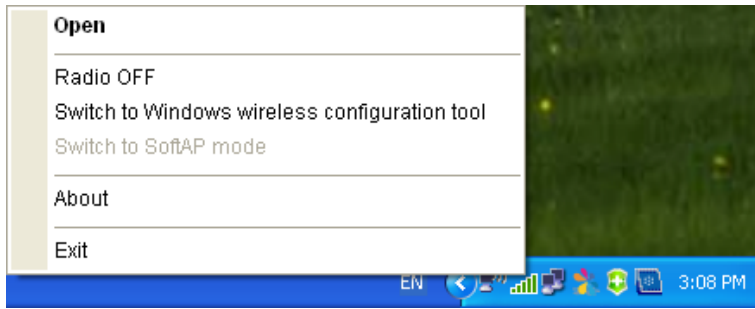 Open
Radio OFF
Switch to Windows wireless configuration tool
Switch to SoftAP mode
About
Exit
EN 3:08 PM